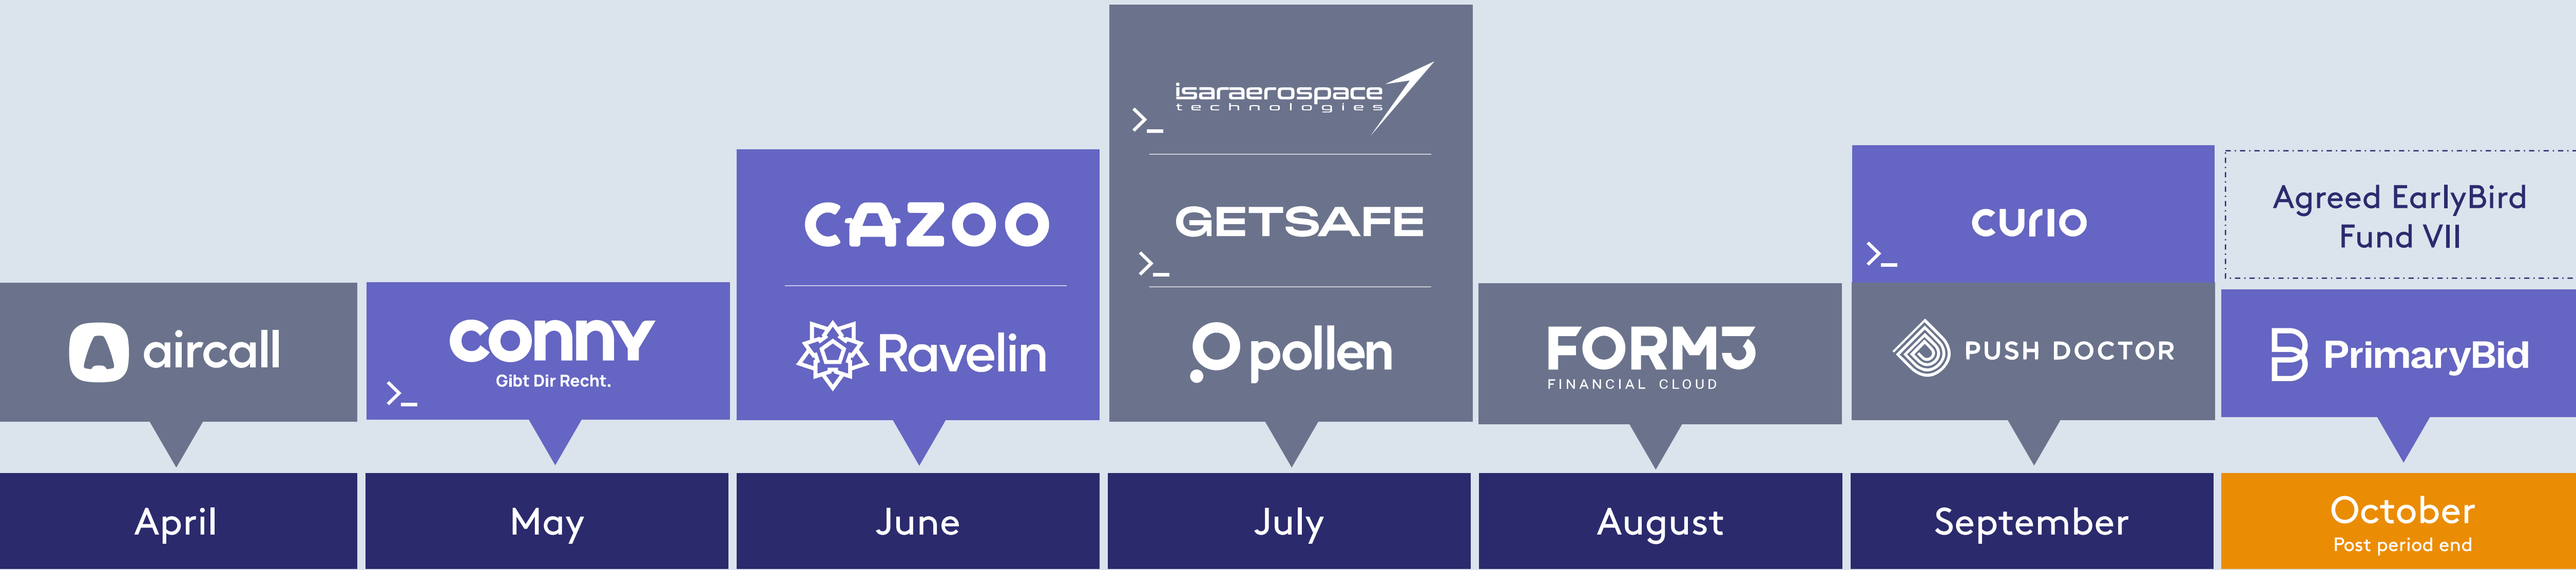 aircall
April
conny
Gibt Dir Recht.
>_
May
CAZOO
Ravelin
June
isaraerospace
technologies
>_
GETSAFE
>_
pollen
July
FORM3
FINANCIAL CLOUD
August
curio
>_
PUSH DOCTOR
September
Agreed EarlyBird
Fund VII
PrimaryBid
October
Post period end